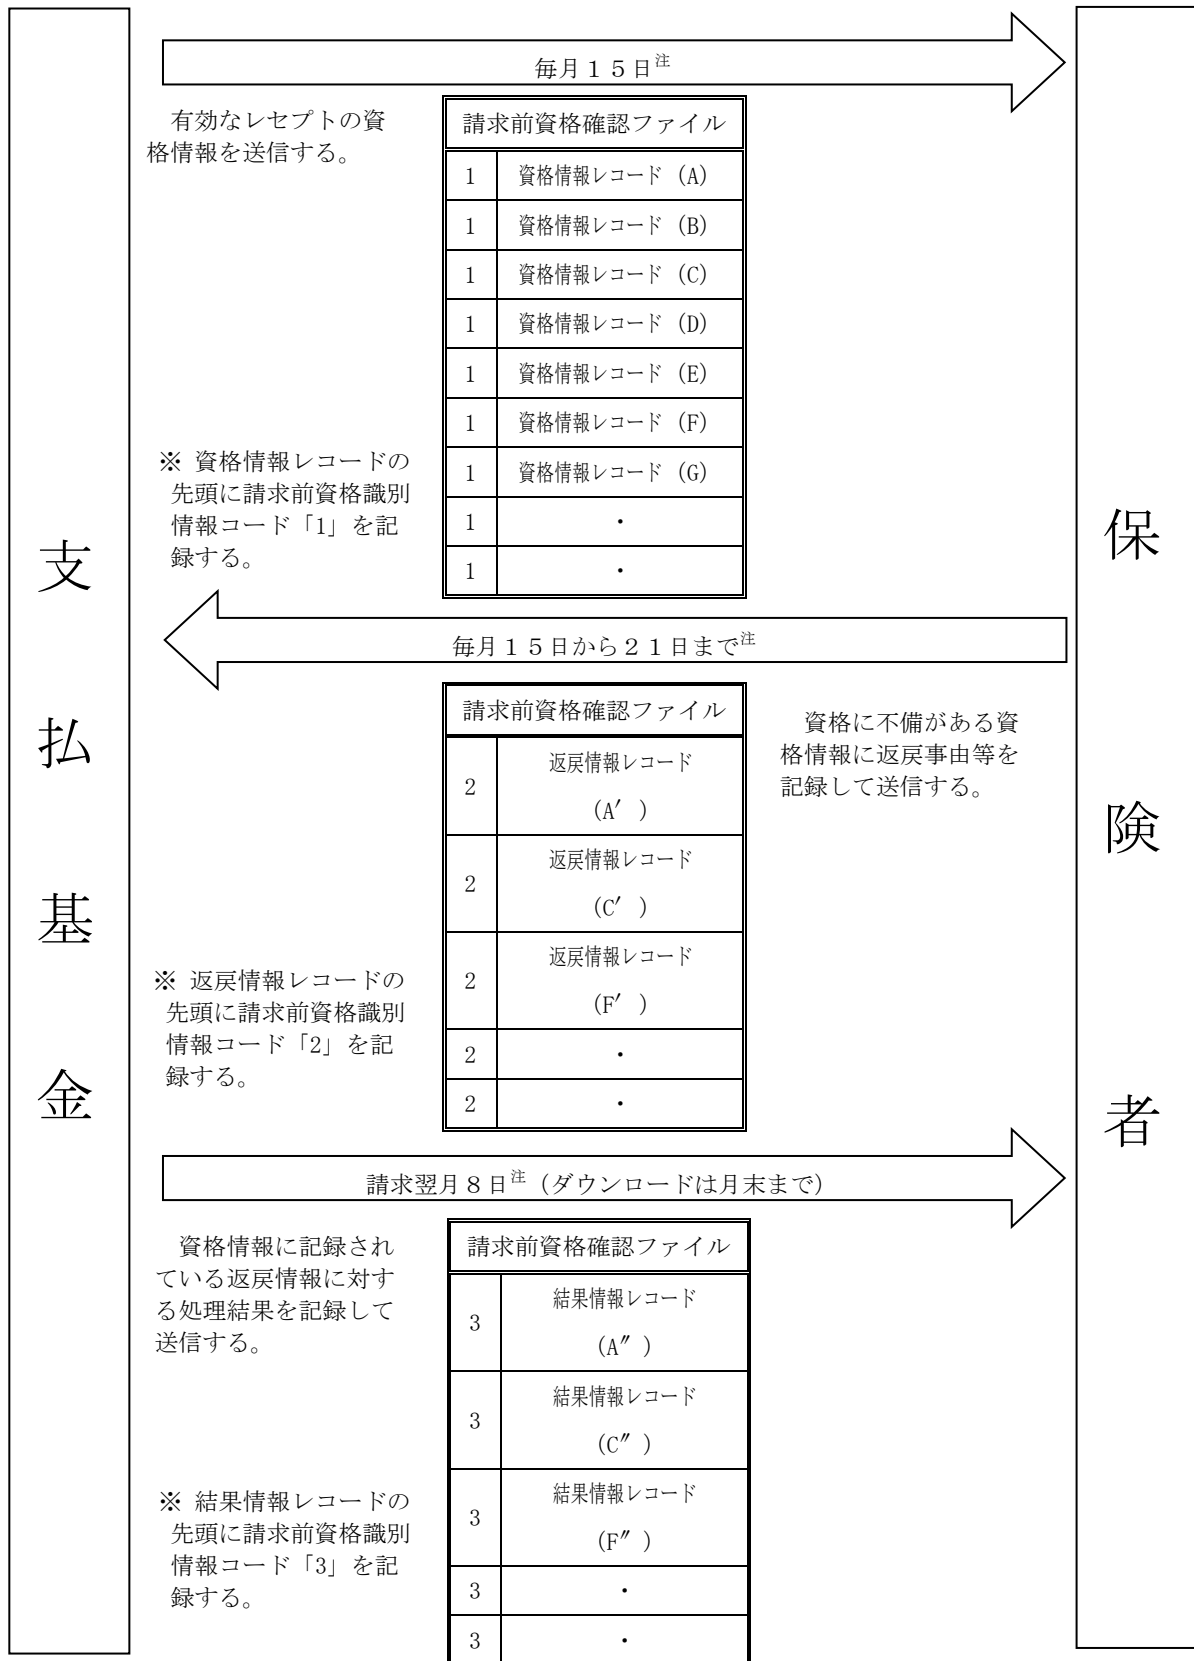 毎月１５日注
有効なレセプトの資
格情報を送信する。
請求前資格確認ファイル
1 資格情報レコード (A)
1 資格情報レコード (B)
1 資格情報レコード (C)
1 資格情報レコード (D)
1 資格情報レコード (E)
1 資格情報レコード (F)
1 資格情報レコード (G)
1 ・
1 ・
※ 資格情報レコードの
先頭に請求前資格識別
情報コード「1」を記
録する。
支払基金
保険者
毎月１５日から２１日まで注
請求前資格確認ファイル
2 返戻情報レコード
(A′ )
2 返戻情報レコード
(C′ )
2 返戻情報レコード
(F′ )
2 ・
2 ・
資格に不備がある資
格情報に返戻事由等を
記録して送信する。
※ 返戻情報レコードの
先頭に請求前資格識別
情報コード「2」を記
録する。
請求翌月８日注（ダウンロードは月末まで）
資格情報に記録され
ている返戻情報に対す
る処理結果を記録して
送信する。
請求前資格確認ファイル
3 結果情報レコード
(A″ )
3 結果情報レコード
(C″ )
3 結果情報レコード
(F″ )
3 ・
3 ・
※ 結果情報レコードの
先頭に請求前資格識別
情報コード「3」を記
録する。